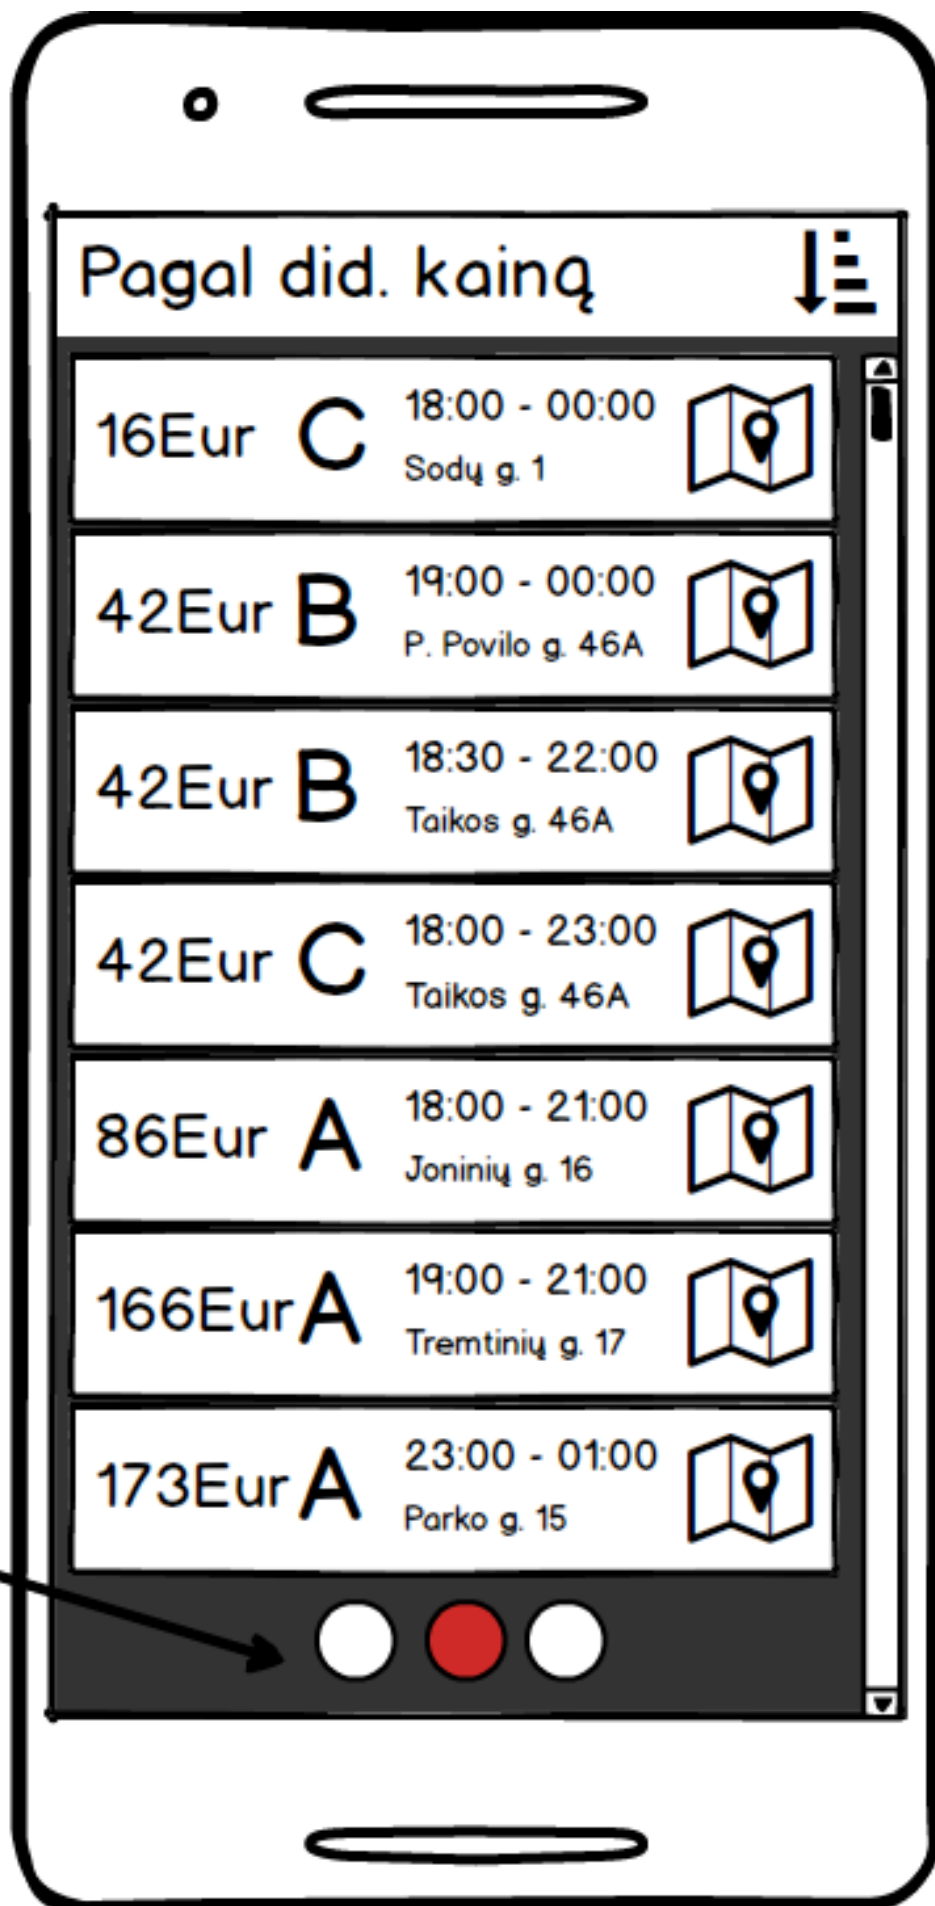 Pagal did. kainą
16Eur C 18:00 - 00:00
Sodų g. 1
42Eur B 19:00 - 00:00
P. Povilo g. 46A
42Eur B 18:30 - 22:00
Taikos g. 46A
42Eur C 18:00 - 23:00
Taikos g. 46A
86Eur A 18:00 - 21:00
Joninių g. 16
166Eur A 19:00 - 21:00
Tremtinių g. 17
173Eur A 23:00 - 01:00
Parko g. 15